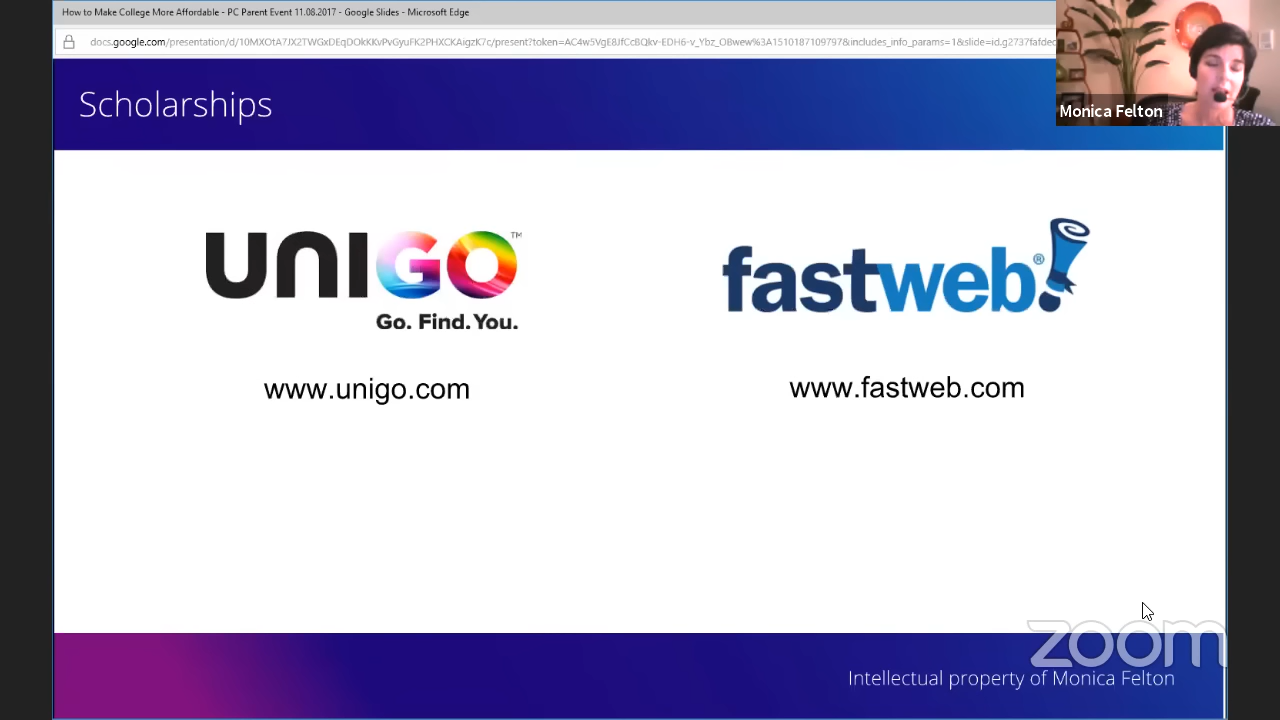 How to Make College More Affordable - PC Parent Event 11.08.2017 - Google Slides - Microsoft Edge
Monica Felton
Scholarships
UNIGO™
Go. Find. You.
www.unigo.com
fastweb!®
www.fastweb.com
zoom
Intellectual property of Monica Felton